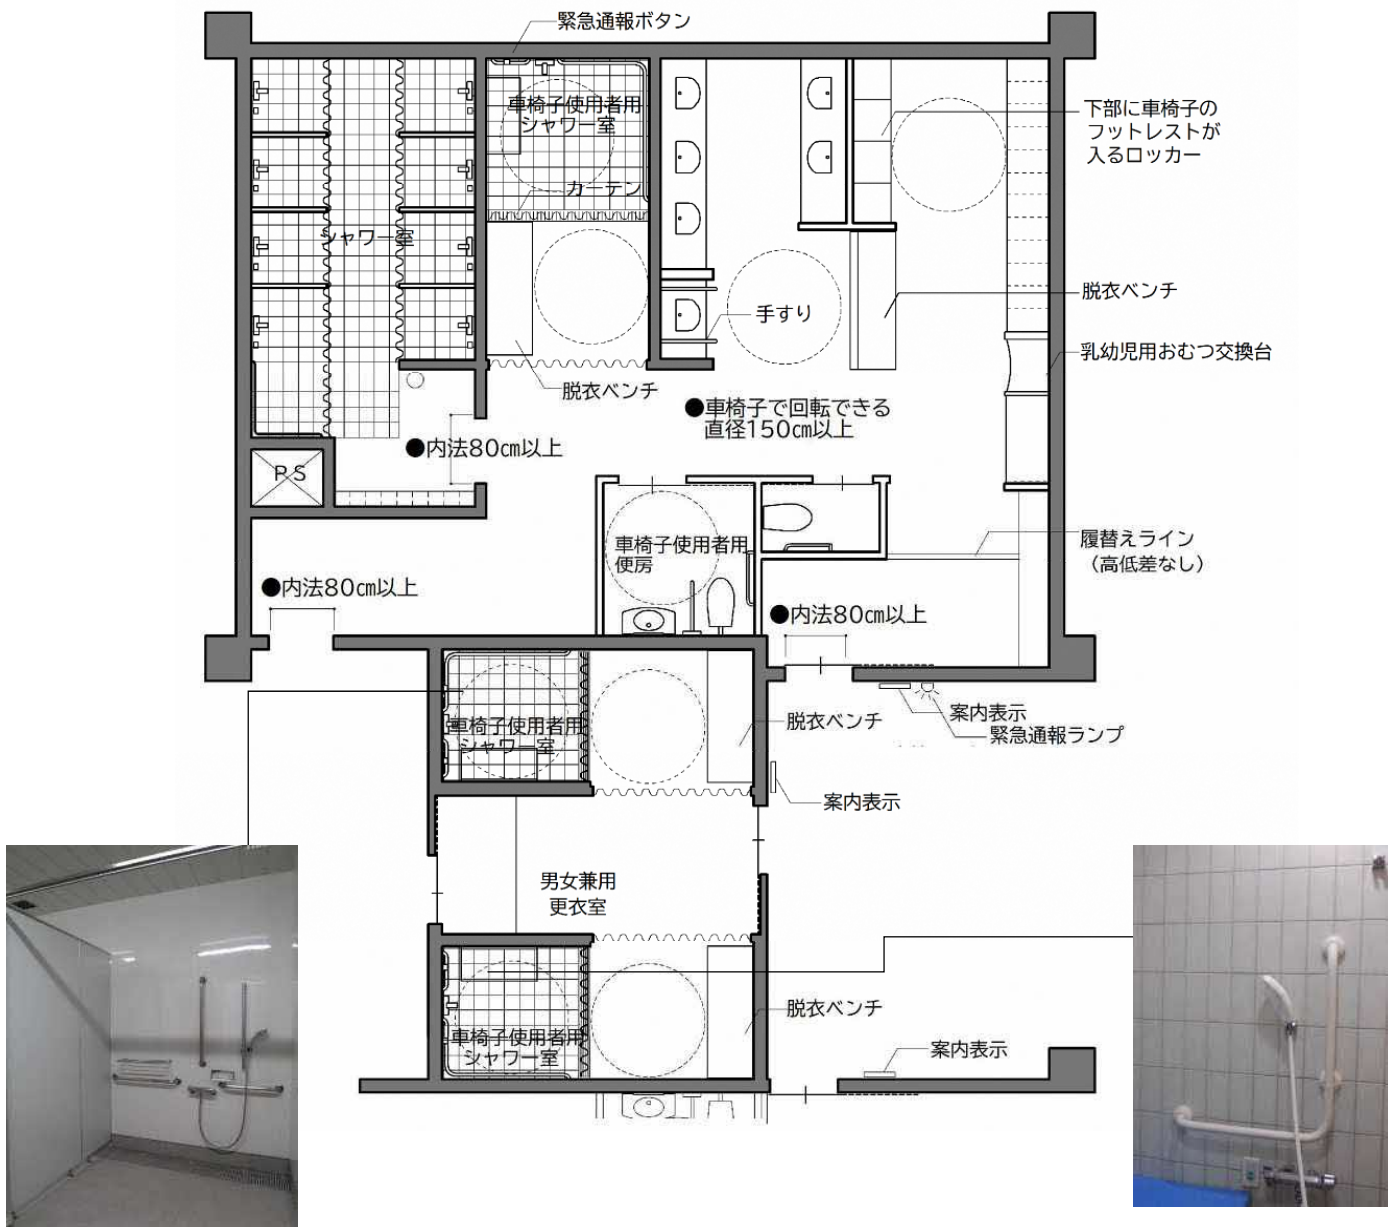 緊急通報ボタン
車椅子使用者用
シャワー室
下部に車椅子の
フットレストが
入るロッカー
カーテン
シャワー室
脱衣ベンチ
手すり
乳幼児用おむつ交換台
脱衣ベンチ
●車椅子で回転できる
直径150㎝以上
●内法80㎝以上
PS
車椅子使用者用
便房
履替えライン
（高低差なし）
●内法80㎝以上
●内法80㎝以上
案内表示
緊急通報ランプ
車椅子使用者用
シャワー室
脱衣ベンチ
案内表示
男女兼用
更衣室
脱衣ベンチ
車椅子使用者用
シャワー室
案内表示